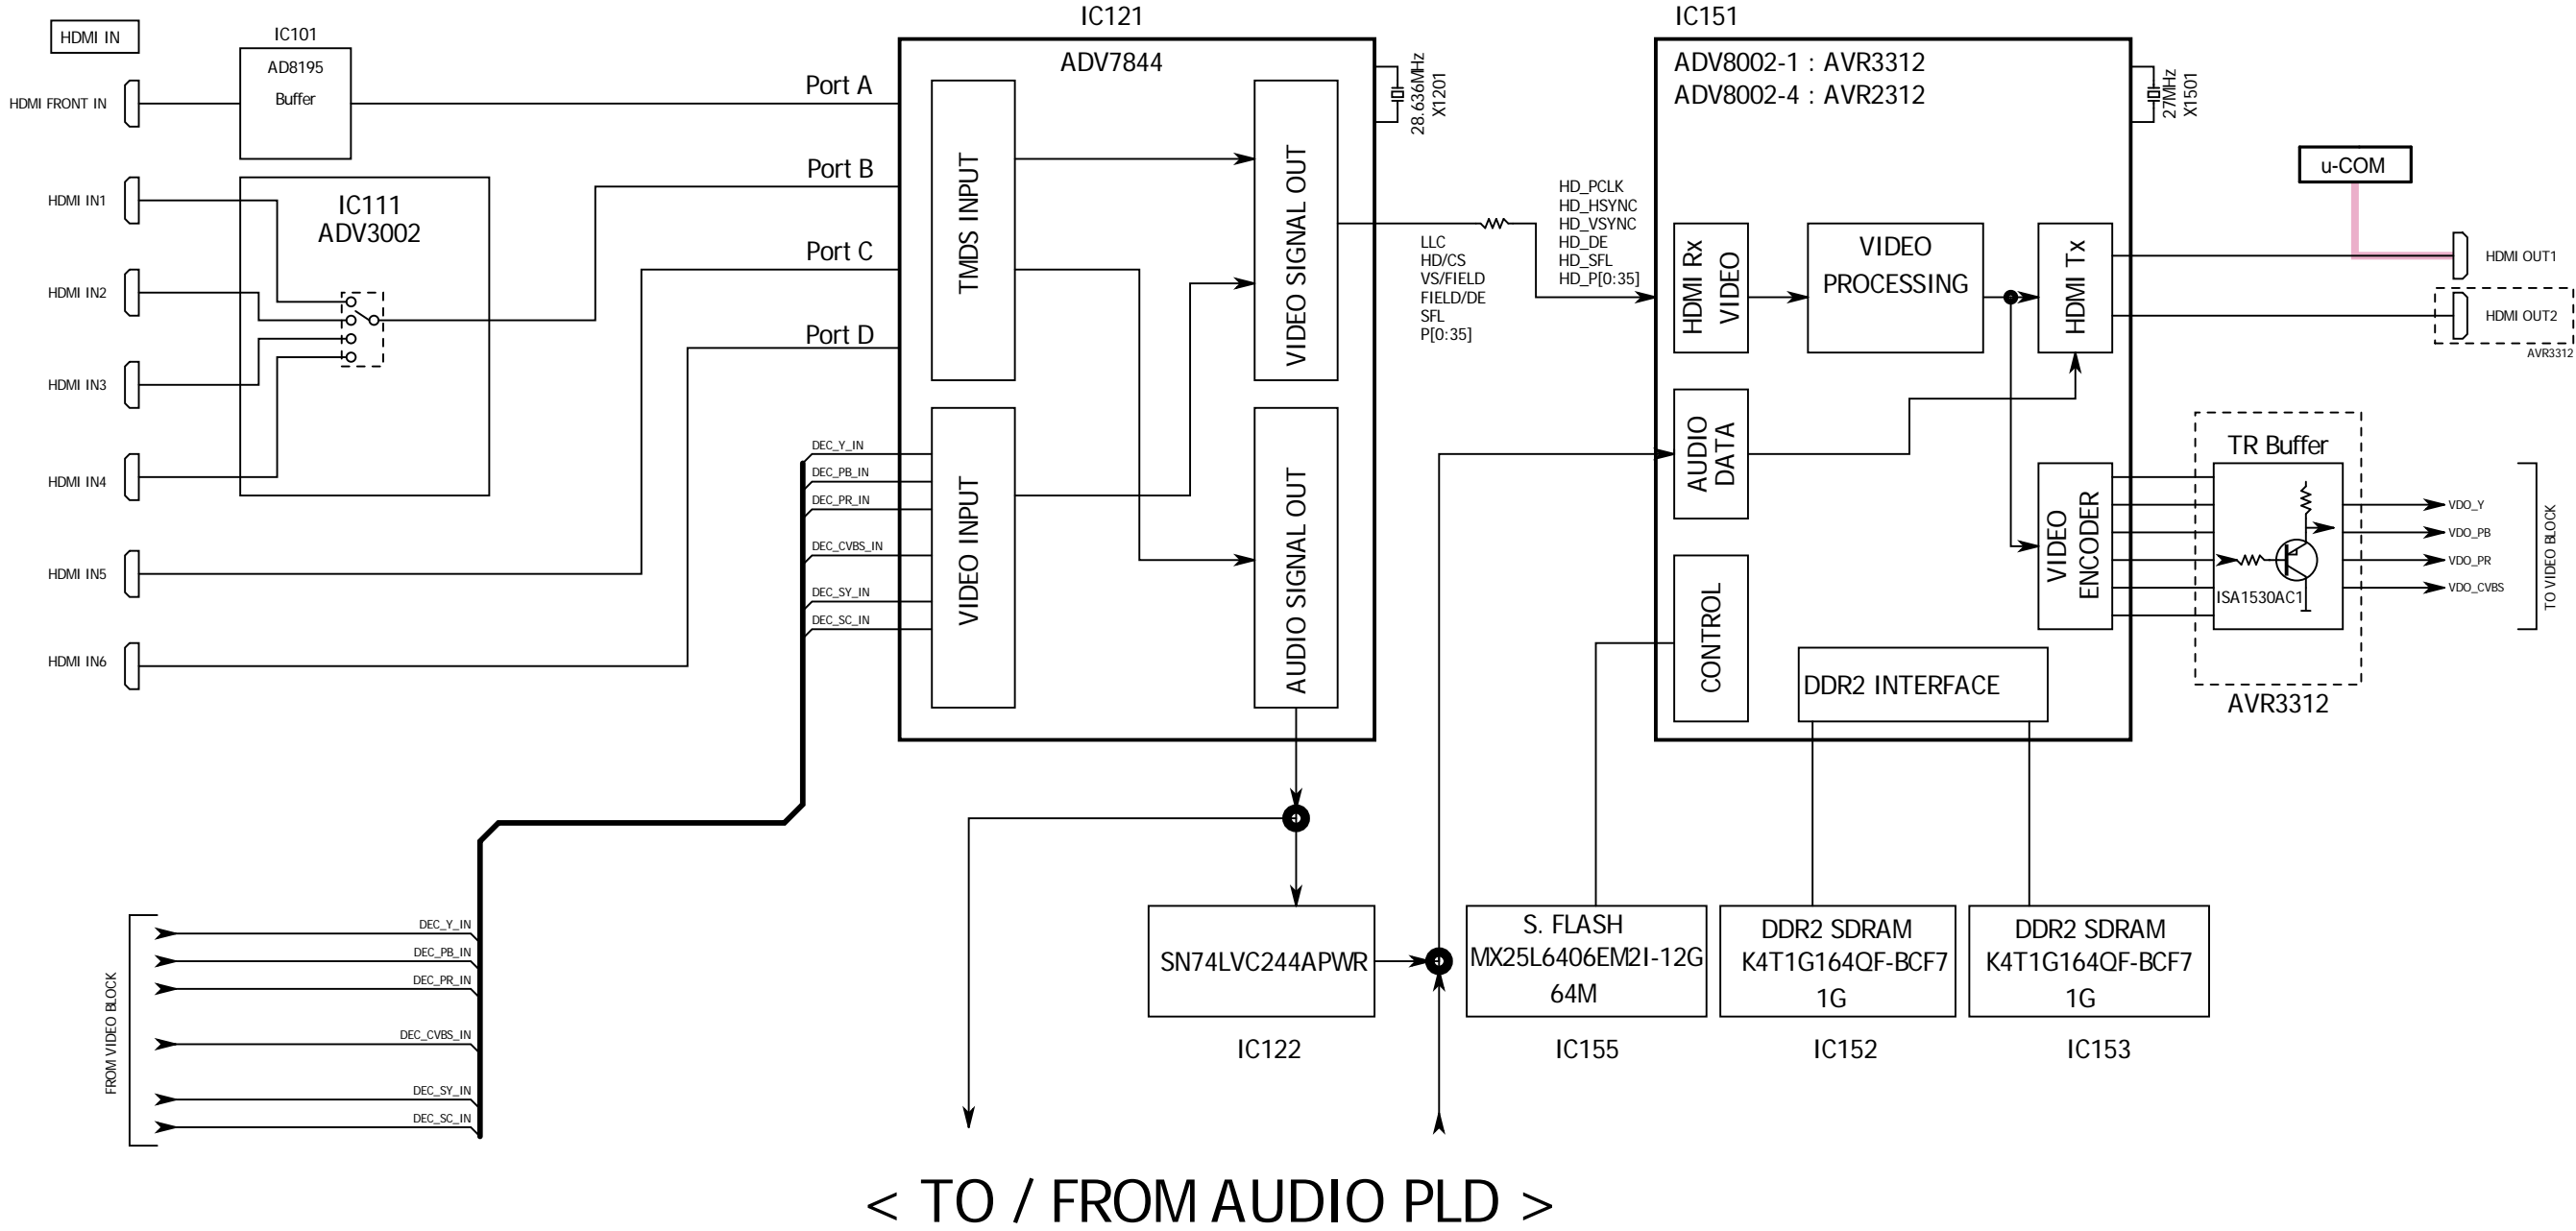 HDMI IN
IC101
AD8195
Buffer
HDMI FRONT IN
HDMI IN1
HDMI IN2
HDMI IN3
HDMI IN4
HDMI IN5
HDMI IN6
IC111
ADV3002
Port A
Port B
Port C
Port D
IC121
ADV7844
TMDS INPUT
VIDEO SIGNAL OUT
VIDEO INPUT
AUDIO SIGNAL OUT
28.636MHz
X1201
DEC_Y_IN
DEC_PB_IN
DEC_PR_IN
DEC_CVBS_IN
DEC_SY_IN
DEC_SC_IN
LLC
HD/CS
VS/FIELD
FIELD/DE
SFL
P[0:35]
HD_PCLK
HD_HSYNC
HD_VSYNC
HD_DE
HD_SFL
HD_P[0:35]
IC151
ADV8002-1 : AVR3312
ADV8002-4 : AVR2312
27MHz
X1501
HDMI Rx
VIDEO
VIDEO
PROCESSING
HDMI Tx
AUDIO
DATA
CONTROL
VIDEO
ENCODER
DDR2 INTERFACE
u-COM
HDMI OUT1
HDMI OUT2
AVR3312
TR Buffer
ISA1530AC1
AVR3312
VDO_Y
VDO_PB
VDO_PR
VDO_CVBS
TO VIDEO BLOCK
FROM VIDEO BLOCK
DEC_Y_IN
DEC_PB_IN
DEC_PR_IN
DEC_CVBS_IN
DEC_SY_IN
DEC_SC_IN
SN74LVC244APWR
IC122
S. FLASH
MX25L6406EM2I-12G
64M
IC155
DDR2 SDRAM
K4T1G164QF-BCF7
1G
IC152
DDR2 SDRAM
K4T1G164QF-BCF7
1G
IC153
< TO / FROM AUDIO PLD >